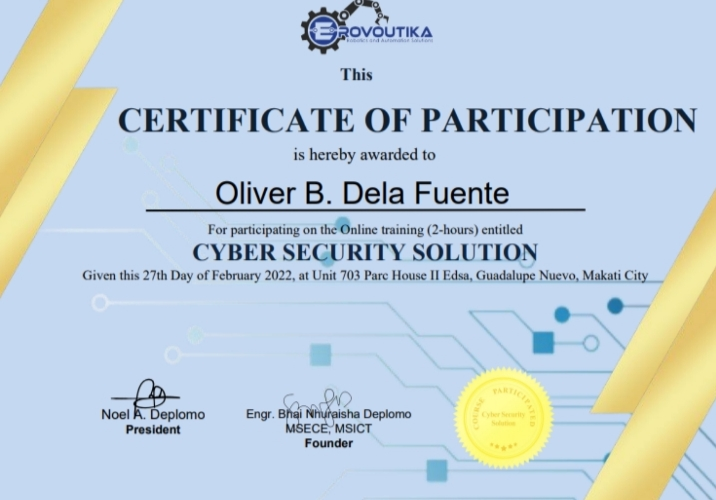 EROVOUTIKA
Robotics and Automation Solutions
This
CERTIFICATE OF PARTICIPATION
is hereby awarded to
Oliver B. Dela Fuente
For participating on the Online training (2-hours) entitled
CYBER SECURITY SOLUTION
Given this 27th Day of February 2022, at Unit 703 Parc House II Edsa, Guadalupe Nuevo, Makati City
Noel A. Deplomo
President
Engr. Bhai Nhuraisha Deplomo
MSECE, MSICT
Founder
COURSE PARTICIPATED
Cyber Security
Solution